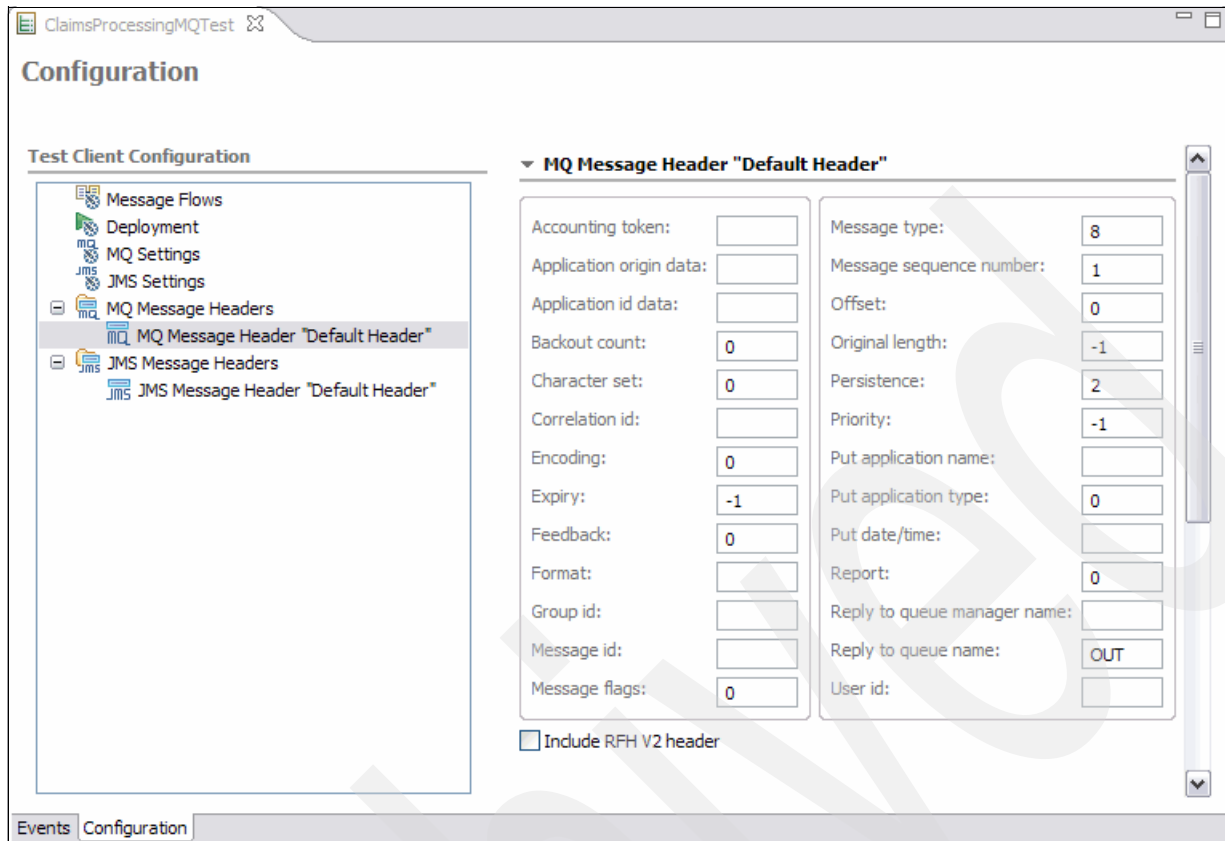 ClaimsProcessingMQTest
Configuration
Test Client Configuration
Message Flows
Deployment
MQ Settings
JMS Settings
MQ Message Headers
MQ Message Header "Default Header"
JMS Message Headers
JMS Message Header "Default Header"
MQ Message Header "Default Header"
Accounting token:
Application origin data:
Application id data:
Backout count: 0
Character set: 0
Correlation id:
Encoding: 0
Expiry: -1
Feedback: 0
Format:
Group id:
Message id:
Message flags: 0
Message type: 8
Message sequence number: 1
Offset: 0
Original length: -1
Persistence: 2
Priority: -1
Put application name:
Put application type: 0
Put date/time:
Report: 0
Reply to queue manager name:
Reply to queue name: OUT
User id:
Include RFH V2 header
Events Configuration